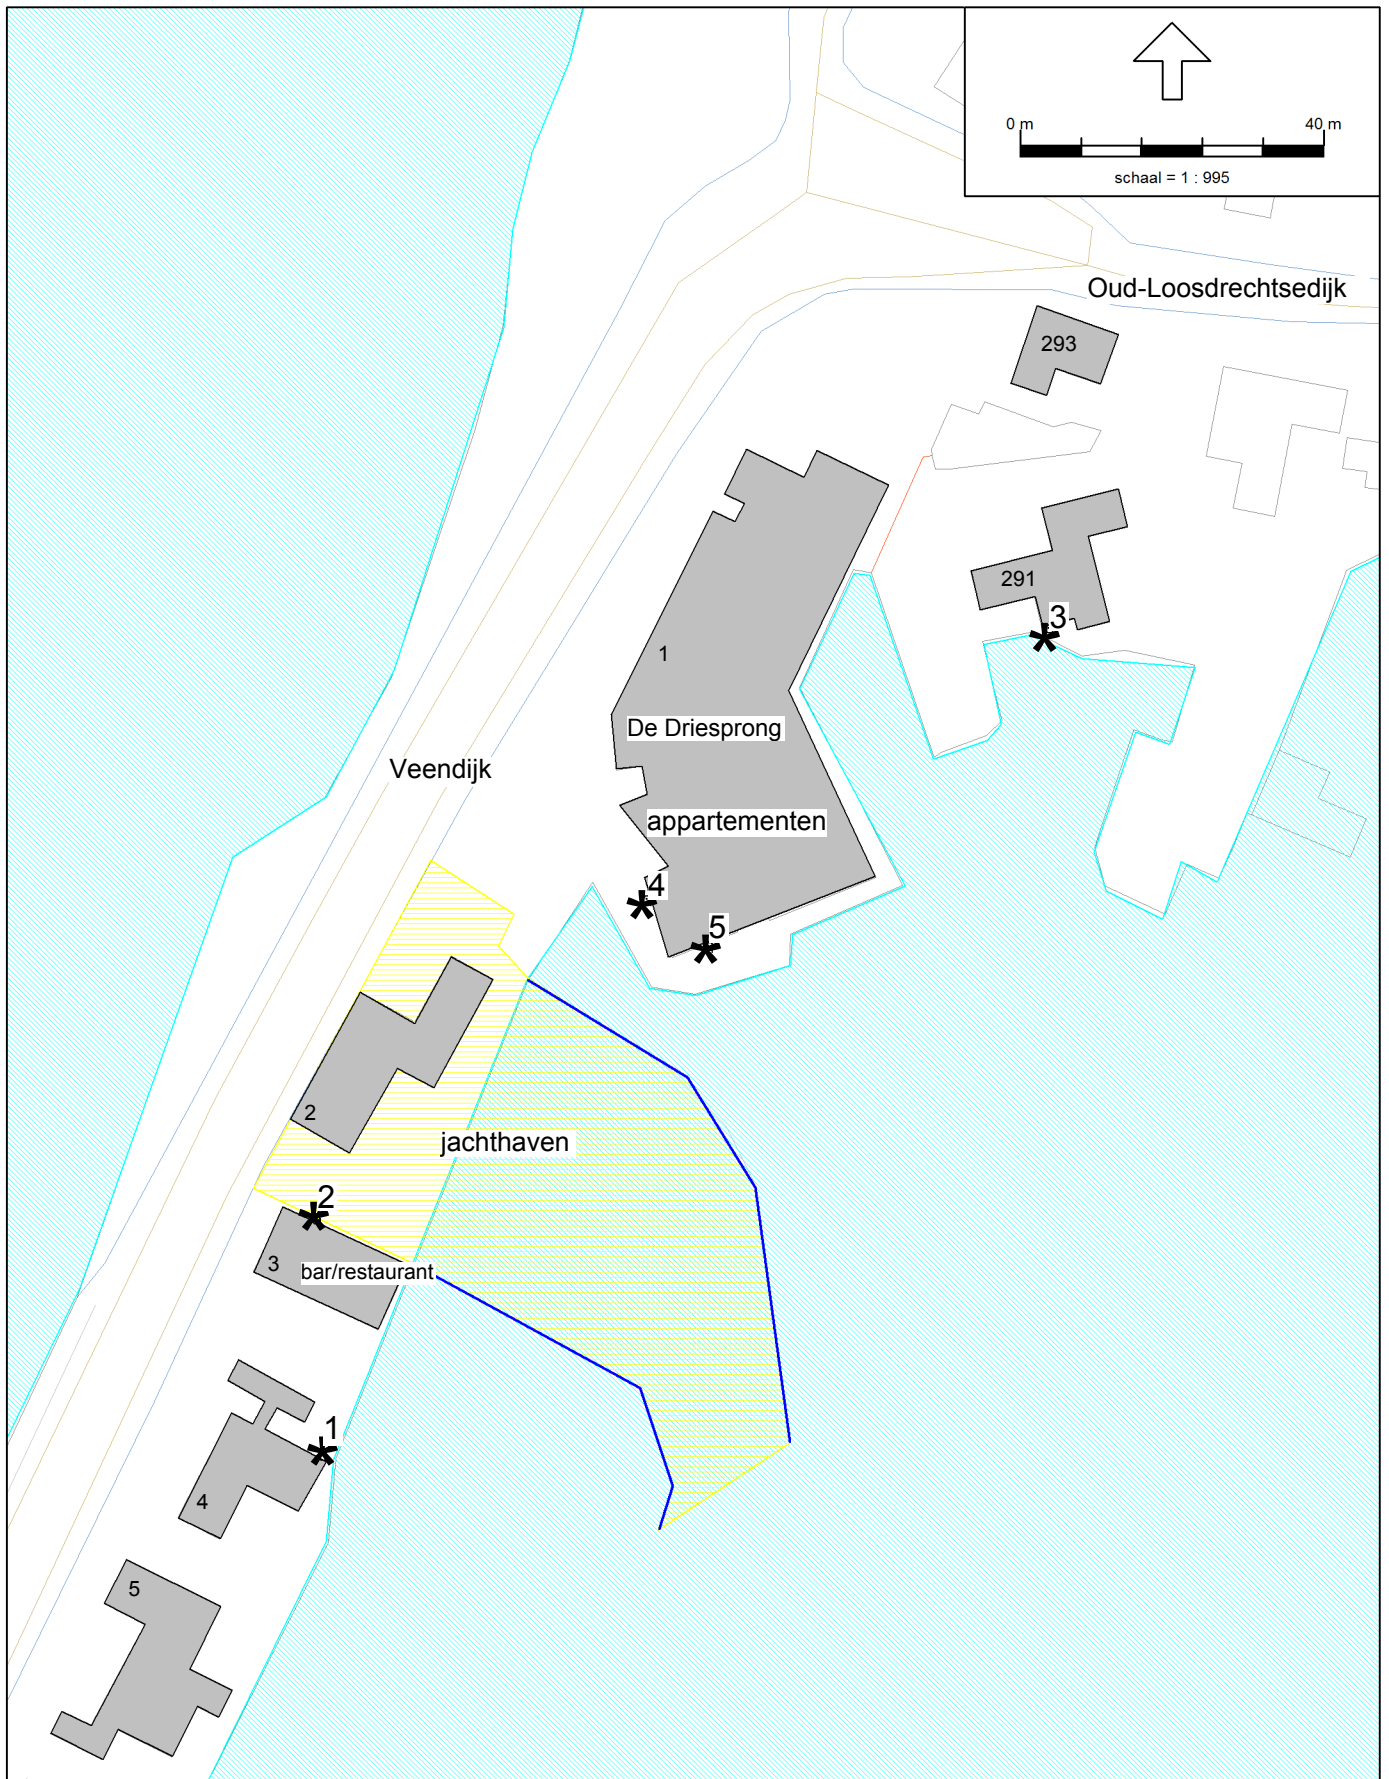 0 m 40 m
schaal = 1 : 995
Oud-Loosdrechtsedijk
293
291
3
1
De Driesprong
Veendijk
appartementen
4
5
2
jachthaven
2
3
bar/restaurant
1
4
5